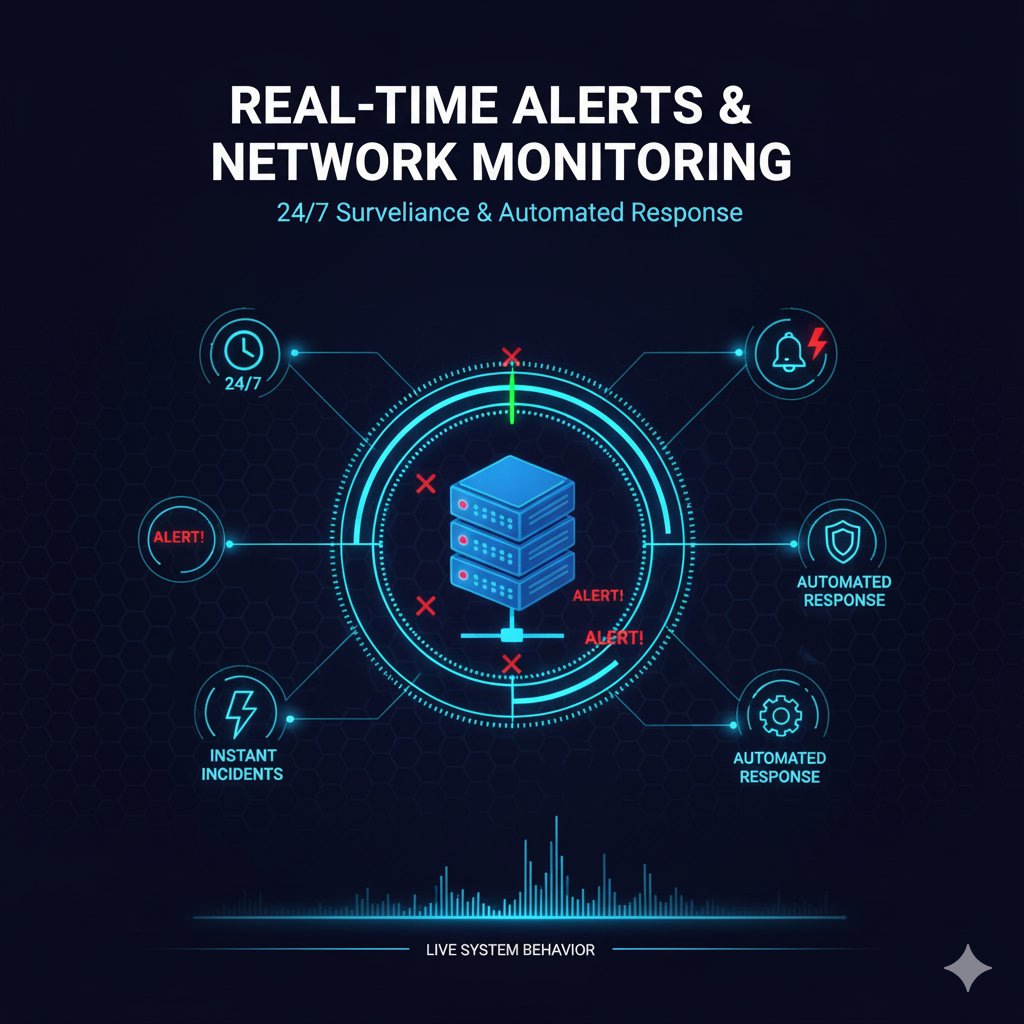 REAL-TIME ALERTS &
NETWORK MONITORING
24/7 Surveliance & Automated Response
24/7
ALERT!
AUTOMATED
RESPONSE
ALERT!
ALERT!
INSTANT
INCIDENTS
AUTOMATED
RESPONSE
LIVE SYSTEM BEHAVIOR